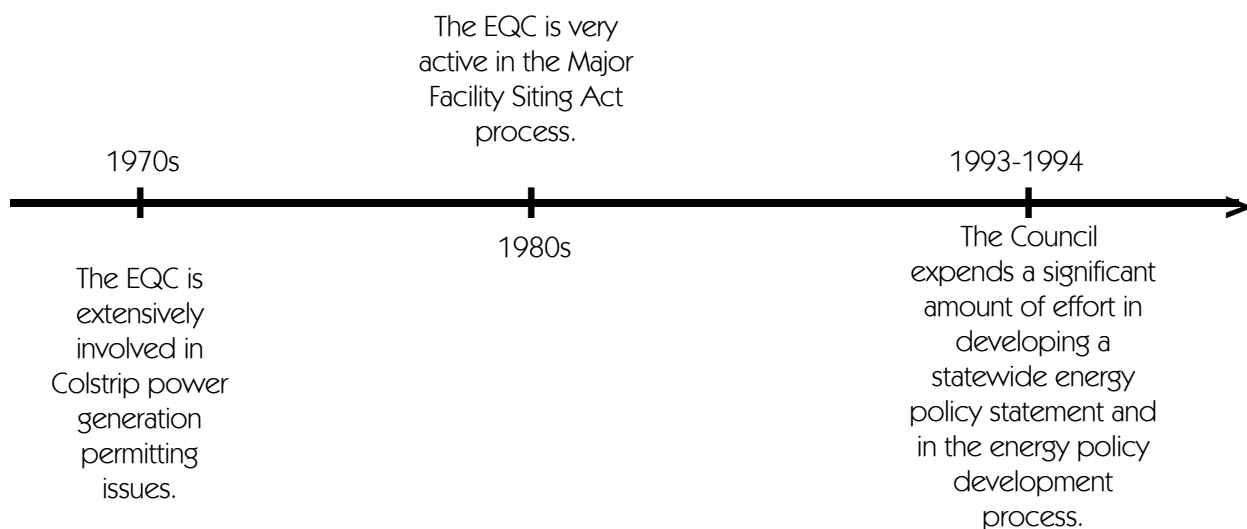 1970s
The EQC is
extensively
involved in
Colstrip power
generation
permitting
issues.
The EQC is very
active in the Major
Facility Siting Act
process.
1980s
1993-1994
The Council
expends a significant
amount of effort in
developing a
statewide energy
policy statement and
in the energy policy
development
process.